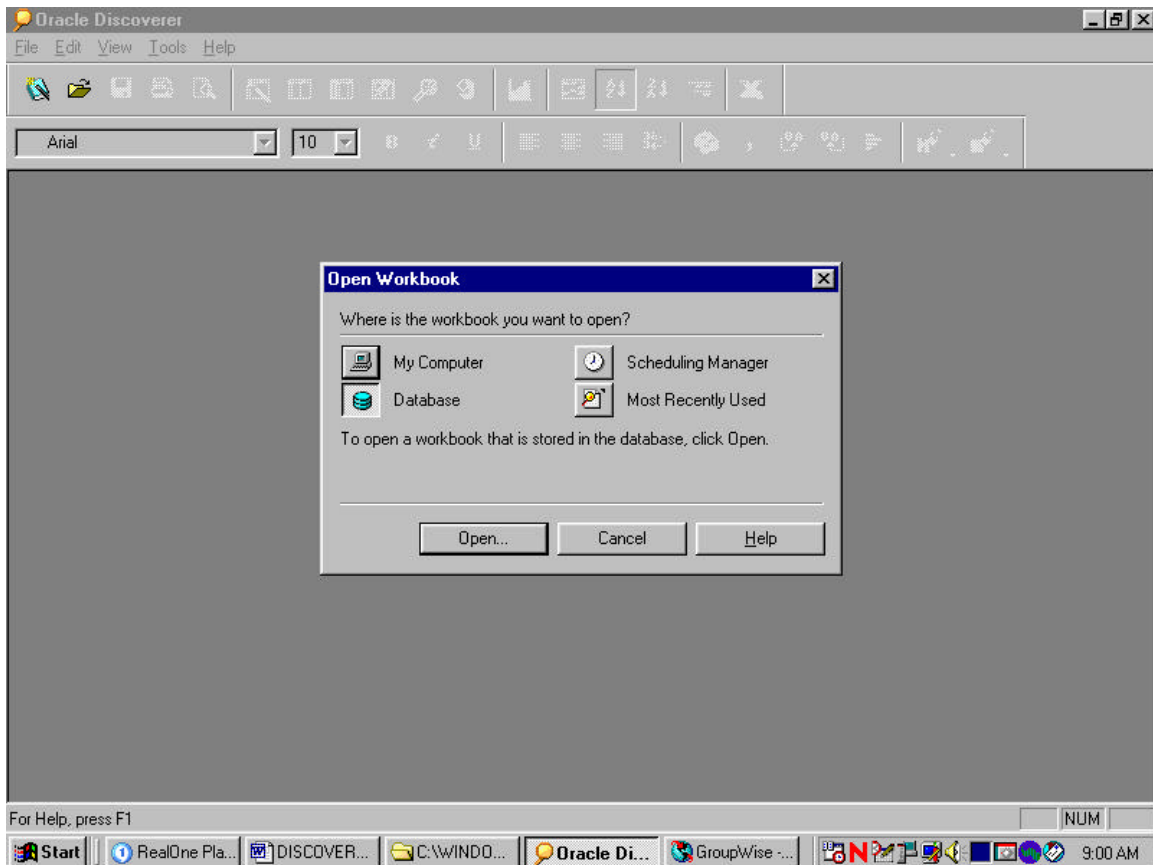 Oracle Discoverer
File Edit View Tools Help
Arial 10 B U
Open Workbook
Where is the workbook you want to open?
My Computer Scheduling Manager
Database Most Recently Used
To open a workbook that is stored in the database, click Open.
Open... Cancel Help
For Help, press F1 NUM
Start RealOne Pla... DISCOVER... C:\WINDO... Oracle Di... GroupWise -... N 9:00 AM